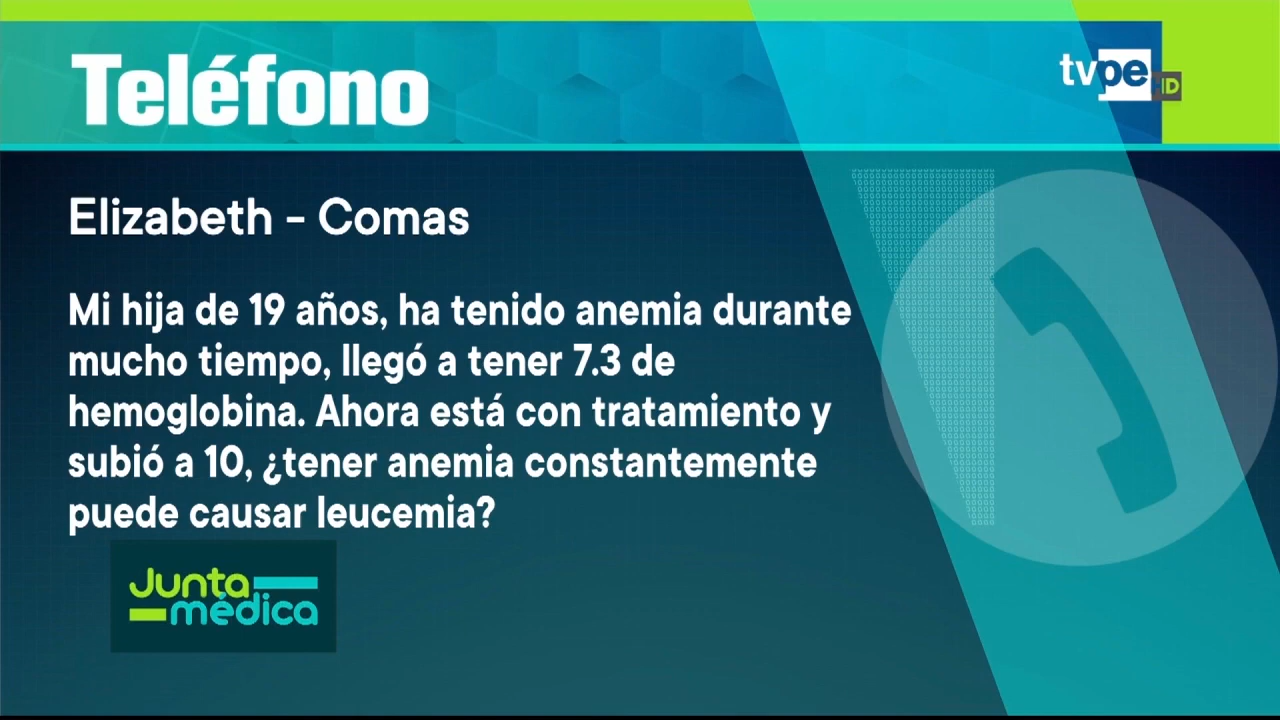 Teléfono
tvpe HD
Elizabeth - Comas
Mi hija de 19 años, ha tenido anemia durante
mucho tiempo, llegó a tener 7.3 de
hemoglobina. Ahora está con tratamiento y
subió a 10, ¿tener anemia constantemente
puede causar leucemia?
Junta
médica